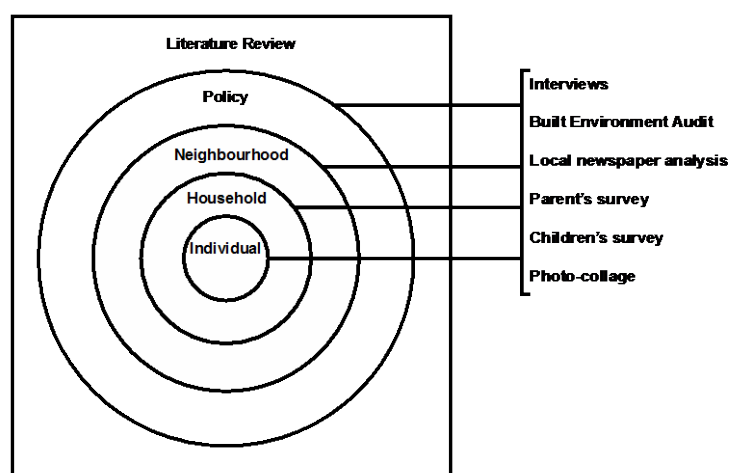 Literature Review
Policy
Neighbourhood
Household
Individual
Interviews
Built Environment Audit
Local newspaper analysis
Parent's survey
Children's survey
Photo-collage